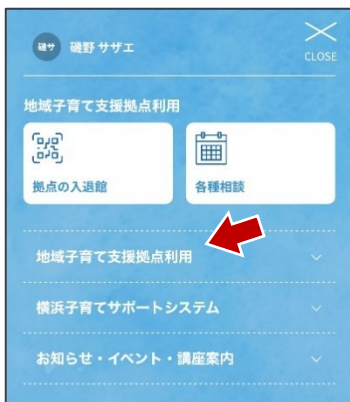 磯サ 磯野 サザエ
CLOSE
地域子育て支援拠点利用
拠点の入退館
各種相談
地域子育て支援拠点利用
横浜子育てサポートシステム
お知らせ・イベント・講座案内